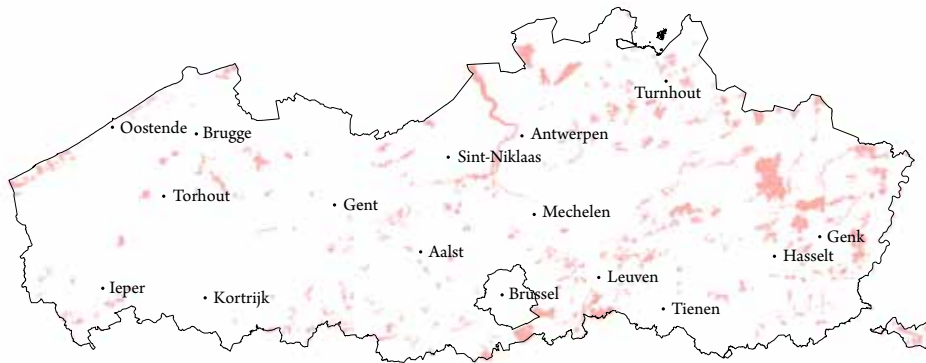 Turnhout
Oostende
Brugge
Antwerpen
Sint-Niklaas
Torhout
Gent
Mechelen
Genk
Aalst
Hasselt
Leuven
Ieper
Kortrijk
Brussel
Tienen